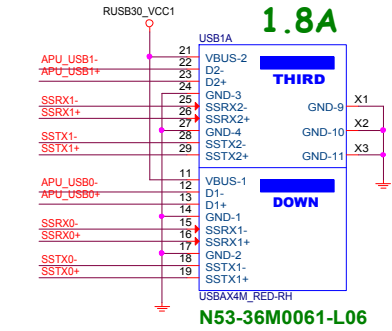 RUSB30_VCC1
1.8A
USB1A
21 VBUS-2
APU_USB1- 22 D2-
APU_USB1+ 23 D2+
24 GND-3
SSRX1- 25 SSRX2-
SSRX1+ 26 SSRX2+
27 GND-4
SSTX1- 28 SSTX2-
SSTX1+ 29 SSTX2+
THIRD
GND-9 X1
GND-10 X2
GND-11 X3
11 VBUS-1
APU_USB0- 12 D1-
APU_USB0+ 13 D1+
14 GND-1
SSRX0- 15 SSRX1-
SSRX0+ 16 SSRX1+
17 GND-2
SSTX0- 18 SSTX1-
SSTX0+ 19 SSTX1+
DOWN
USBAX4M_RED-RH
N53-36M0061-L06